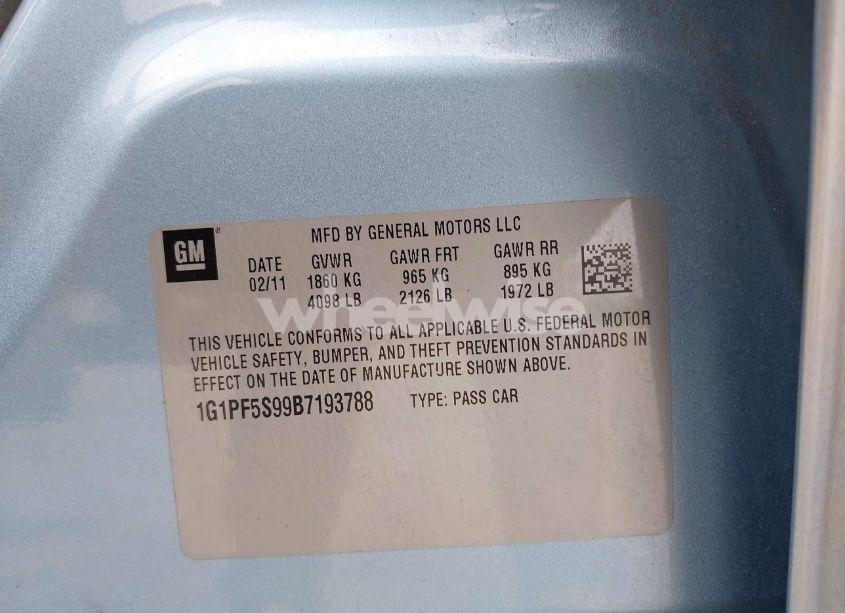 GM
MFD BY GENERAL MOTORS LLC
DATE GVWR GAWR FRT GAWR RR
02/11 1860 KG 965 KG 895 KG
4098 LB 2126 LB 1972 LB
wheelwise
THIS VEHICLE CONFORMS TO ALL APPLICABLE U.S. FEDERAL MOTOR
VEHICLE SAFETY, BUMPER, AND THEFT PREVENTION STANDARDS IN
EFFECT ON THE DATE OF MANUFACTURE SHOWN ABOVE.
1G1PF5S99B7193788 TYPE: PASS CAR